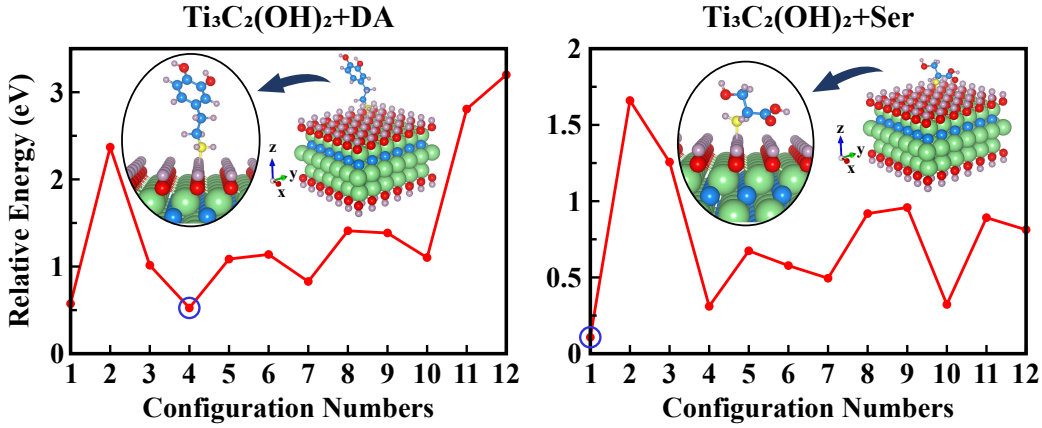 Ti₃C₂(OH)₂+DA
Relative Energy (eV)
3
2
1
0
z
y
x
1 2 3 4 5 6 7 8 9 10 11 12
Configuration Numbers
Ti₃C₂(OH)₂+Ser
2
1.5
1
0.5
0
z
y
x
1 2 3 4 5 6 7 8 9 10 11 12
Configuration Numbers